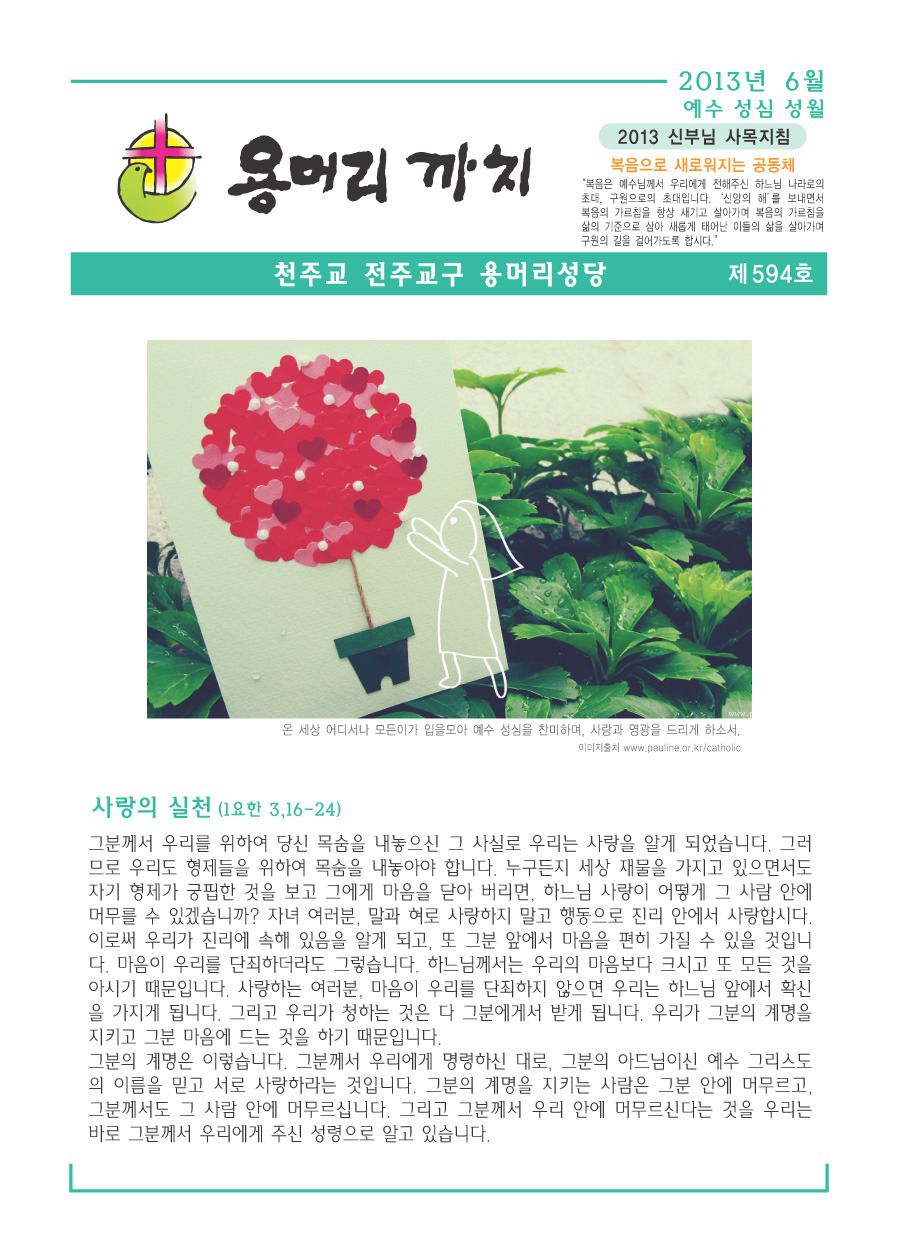 2013년 6월
예수 성심 성월
용머리 까치
2013 신부님 사목지침
복음으로 새로워지는 공동체
"복음은 예수님께서 우리에게 전해주신 하느님 나라로의
초대, 구원으로의 초대입니다. '신앙의 해'를 보내면서
복음의 가르침을 항상 새기고 살아가며 복음의 가르침을
삶의 기준으로 삼아 새롭게 태어난 이들의 삶을 살아가며
구원의 길을 걸어가도록 합시다."
천주교 전주교구 용머리성당 제594호
온 세상 어디서나 모든이가 입을모아 예수 성심을 찬미하며, 사랑과 영광을 드리게 하소서.
이미지출처 www.pauline.or.kr/catholic
사랑의 실천 (1요한 3,16-24)
그분께서 우리를 위하여 당신 목숨을 내놓으신 그 사실로 우리는 사랑을 알게 되었습니다. 그러
므로 우리도 형제들을 위하여 목숨을 내놓아야 합니다. 누구든지 세상 재물을 가지고 있으면서도
자기 형제가 궁핍한 것을 보고 그에게 마음을 닫아 버리면, 하느님 사랑이 어떻게 그 사람 안에
머무를 수 있겠습니까? 자녀 여러분, 말과 혀로 사랑하지 말고 행동으로 진리 안에서 사랑합시다.
이로써 우리가 진리에 속해 있음을 알게 되고, 또 그분 앞에서 마음을 편히 가질 수 있을 것입니
다. 마음이 우리를 단죄하더라도 그렇습니다. 하느님께서는 우리의 마음보다 크시고 또 모든 것을
아시기 때문입니다. 사랑하는 여러분, 마음이 우리를 단죄하지 않으면 우리는 하느님 앞에서 확신
을 가지게 됩니다. 그리고 우리가 청하는 것은 다 그분에게서 받게 됩니다. 우리가 그분의 계명을
지키고 그분 마음에 드는 것을 하기 때문입니다.
그분의 계명은 이렇습니다. 그분께서 우리에게 명령하신 대로, 그분의 아드님이신 예수 그리스도
의 이름을 믿고 서로 사랑하라는 것입니다. 그분의 계명을 지키는 사람은 그분 안에 머무르고,
그분께서도 그 사람 안에 머무르십니다. 그리고 그분께서 우리 안에 머무르신다는 것을 우리는
바로 그분께서 우리에게 주신 성령으로 알고 있습니다.